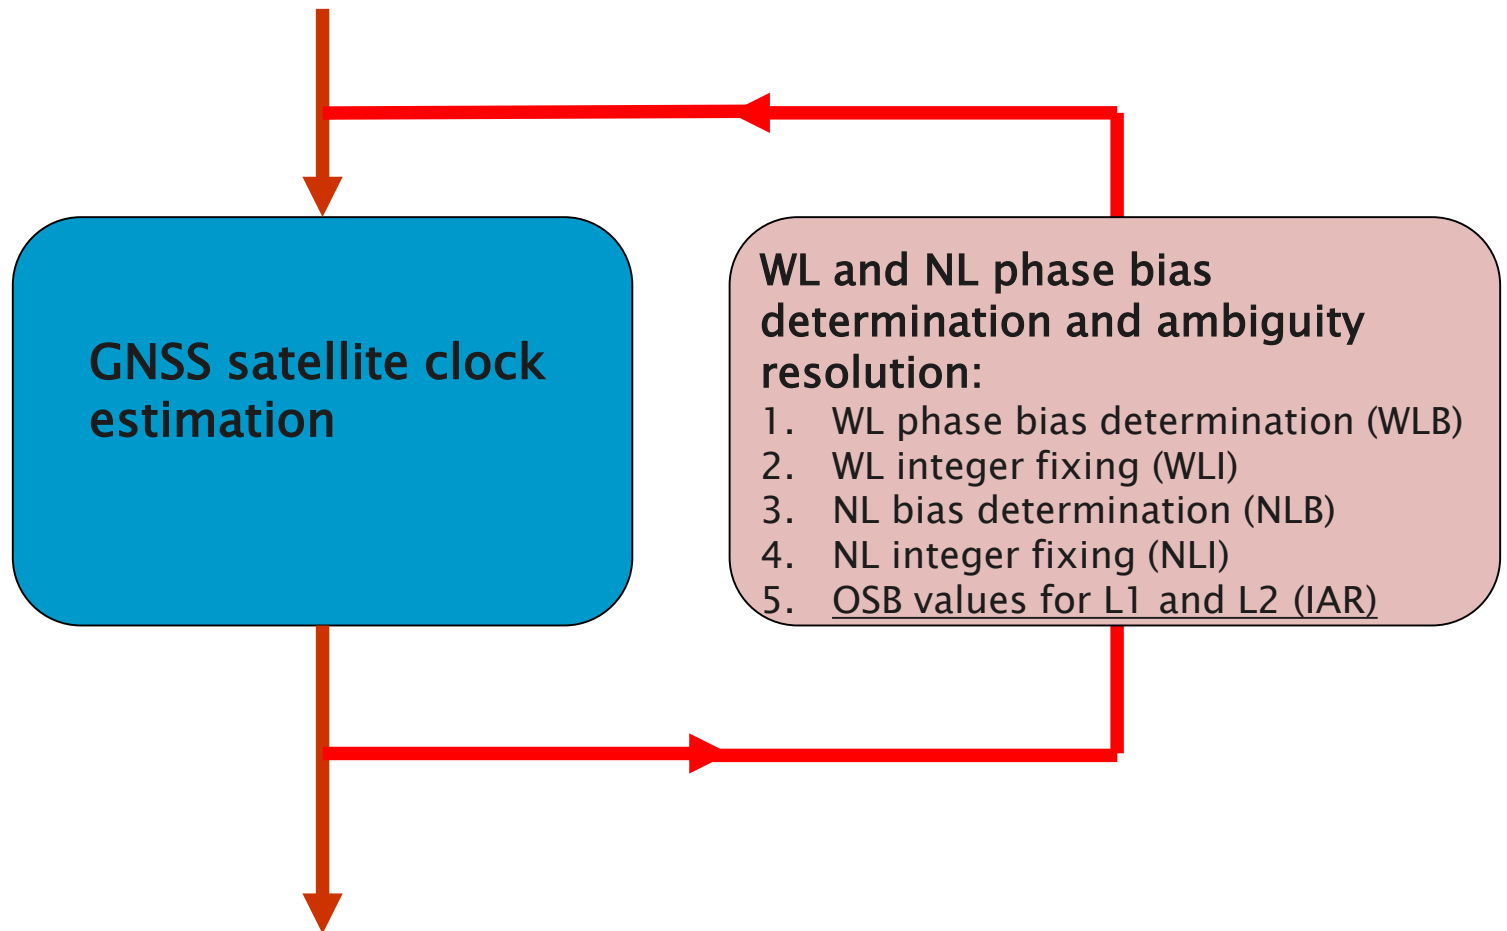 GNSS satellite clock
estimation
WL and NL phase bias
determination and ambiguity
resolution:
1. WL phase bias determination (WLB)
2. WL integer fixing (WLI)
3. NL bias determination (NLB)
4. NL integer fixing (NLI)
5. OSB values for L1 and L2 (IAR)